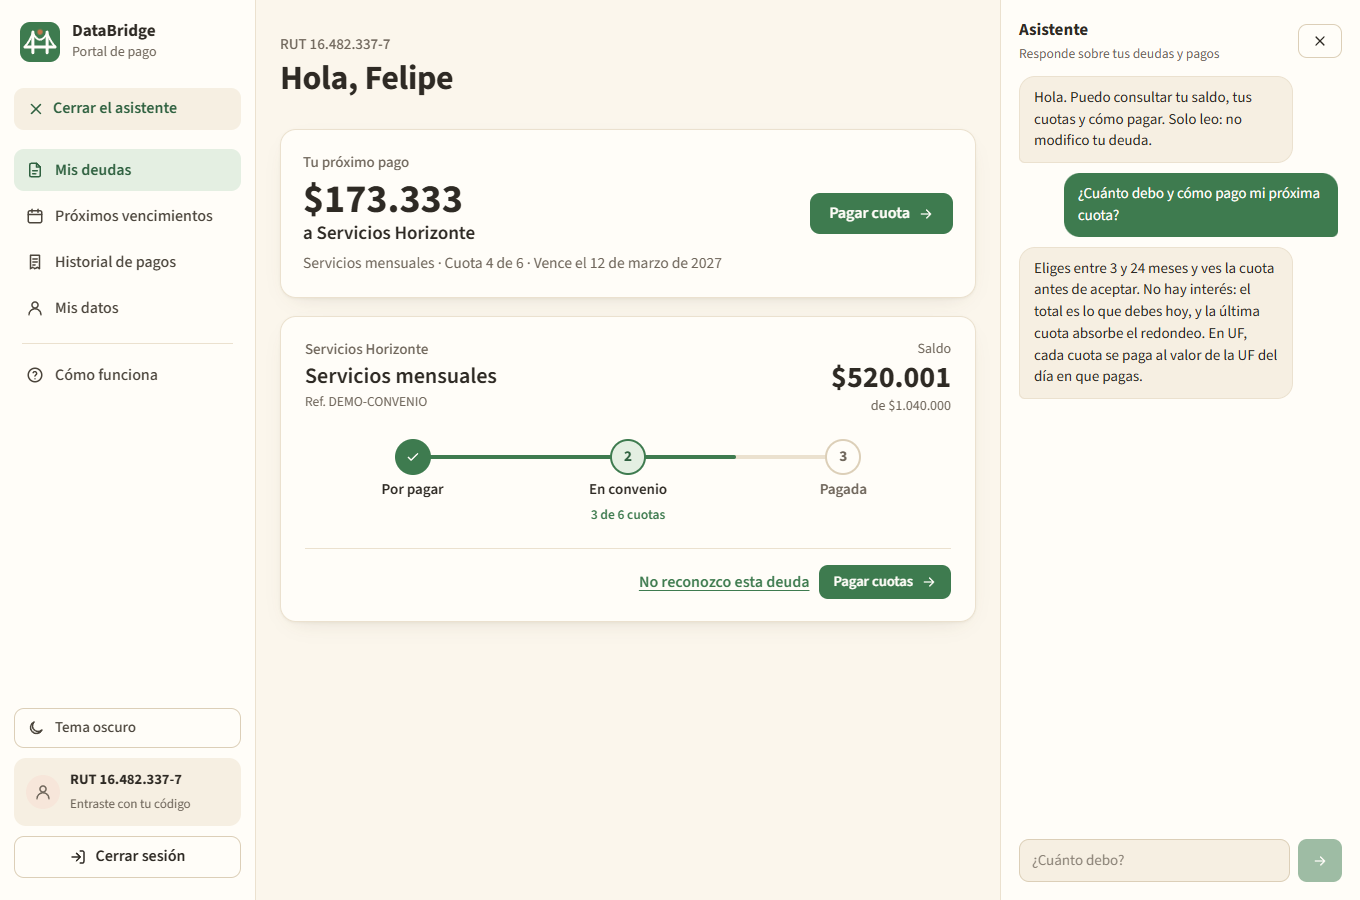 DataBridge
Portal de pago
Cerrar el asistente
Mis deudas
Próximos vencimientos
Historial de pagos
Mis datos
Cómo funciona
Tema oscuro
RUT 16.482.337-7
Entraste con tu código
Cerrar sesión
RUT 16.482.337-7
Hola, Felipe
Tu próximo pago
$173.333
a Servicios Horizonte
Servicios mensuales · Cuota 4 de 6 · Vence el 12 de marzo de 2027
Pagar cuota
Servicios Horizonte
Servicios mensuales
Ref. DEMO-CONVENIO
Saldo
$520.001
de $1.040.000
2
3
Por pagar
En convenio
Pagada
3 de 6 cuotas
No reconozco esta deuda
Pagar cuotas
Asistente
Responde sobre tus deudas y pagos
Hola. Puedo consultar tu saldo, tus
cuotas y cómo pagar. Solo leo: no
modifico tu deuda.
¿Cuánto debo y cómo pago mi próxima
cuota?
Eliges entre 3 y 24 meses y ves la cuota
antes de aceptar. No hay interés: el
total es lo que debes hoy, y la última
cuota absorbe el redondeo. En UF,
cada cuota se paga al valor de la UF del
día en que pagas.
¿Cuánto debo?